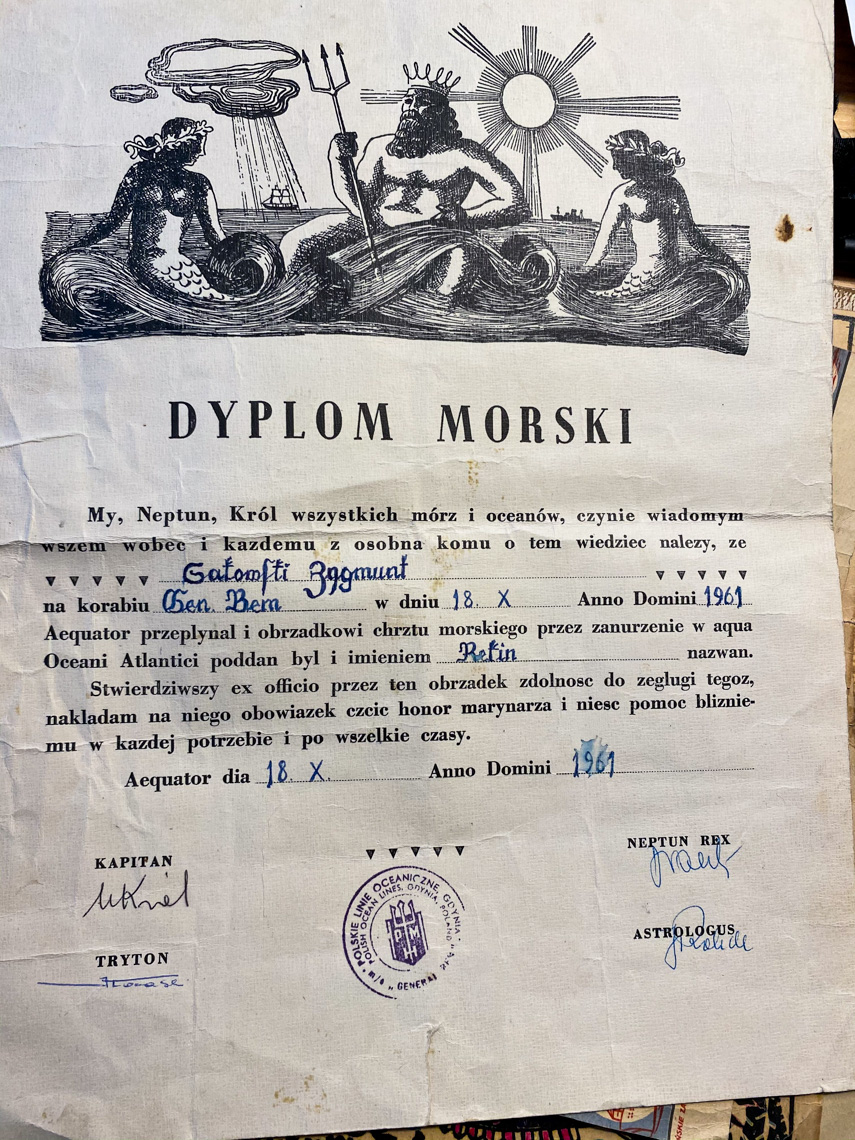 DYPLOM MORSKI
My, Neptun, Król wszystkich mórz i oceanów, czynie wiadomym
wszem wobec i kazdemu z osobna komu o tem wiedziec nalezy, ze
Satomski Zygmunt
na korabiu Gen. Bem w dniu 18. X Anno Domini 1961
Aequator przeplynal i obrzadkowi chrztu morskiego przez zanurzenie w aqua
Oceani Atlantici poddan byl i imieniem Rekin nazwan.
Stwierdziwszy ex officio przez ten obrzadek zdolnosc do zeglugi tegoz,
nakladam na niego obowiazek czcic honor marynarza i niesc pomoc bliznie-
mu w kazdej potrzebie i po wszelkie czasy.
Aequator dia 18. X. Anno Domini 1961
KAPITAN
NEPTUN REX
TRYTON
ASTROLOGUS
POLSKIE LINIE OCEANICZNE, GDYNIA
POLISH OCEAN LINES, GDYNIA, POLAND
m/s „GENERAŁ BEM"